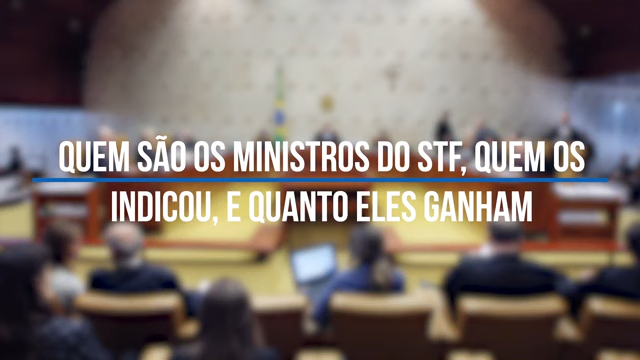 QUEM SÃO OS MINISTROS DO STF, QUEM OS
INDICOU, E QUANTO ELES GANHAM